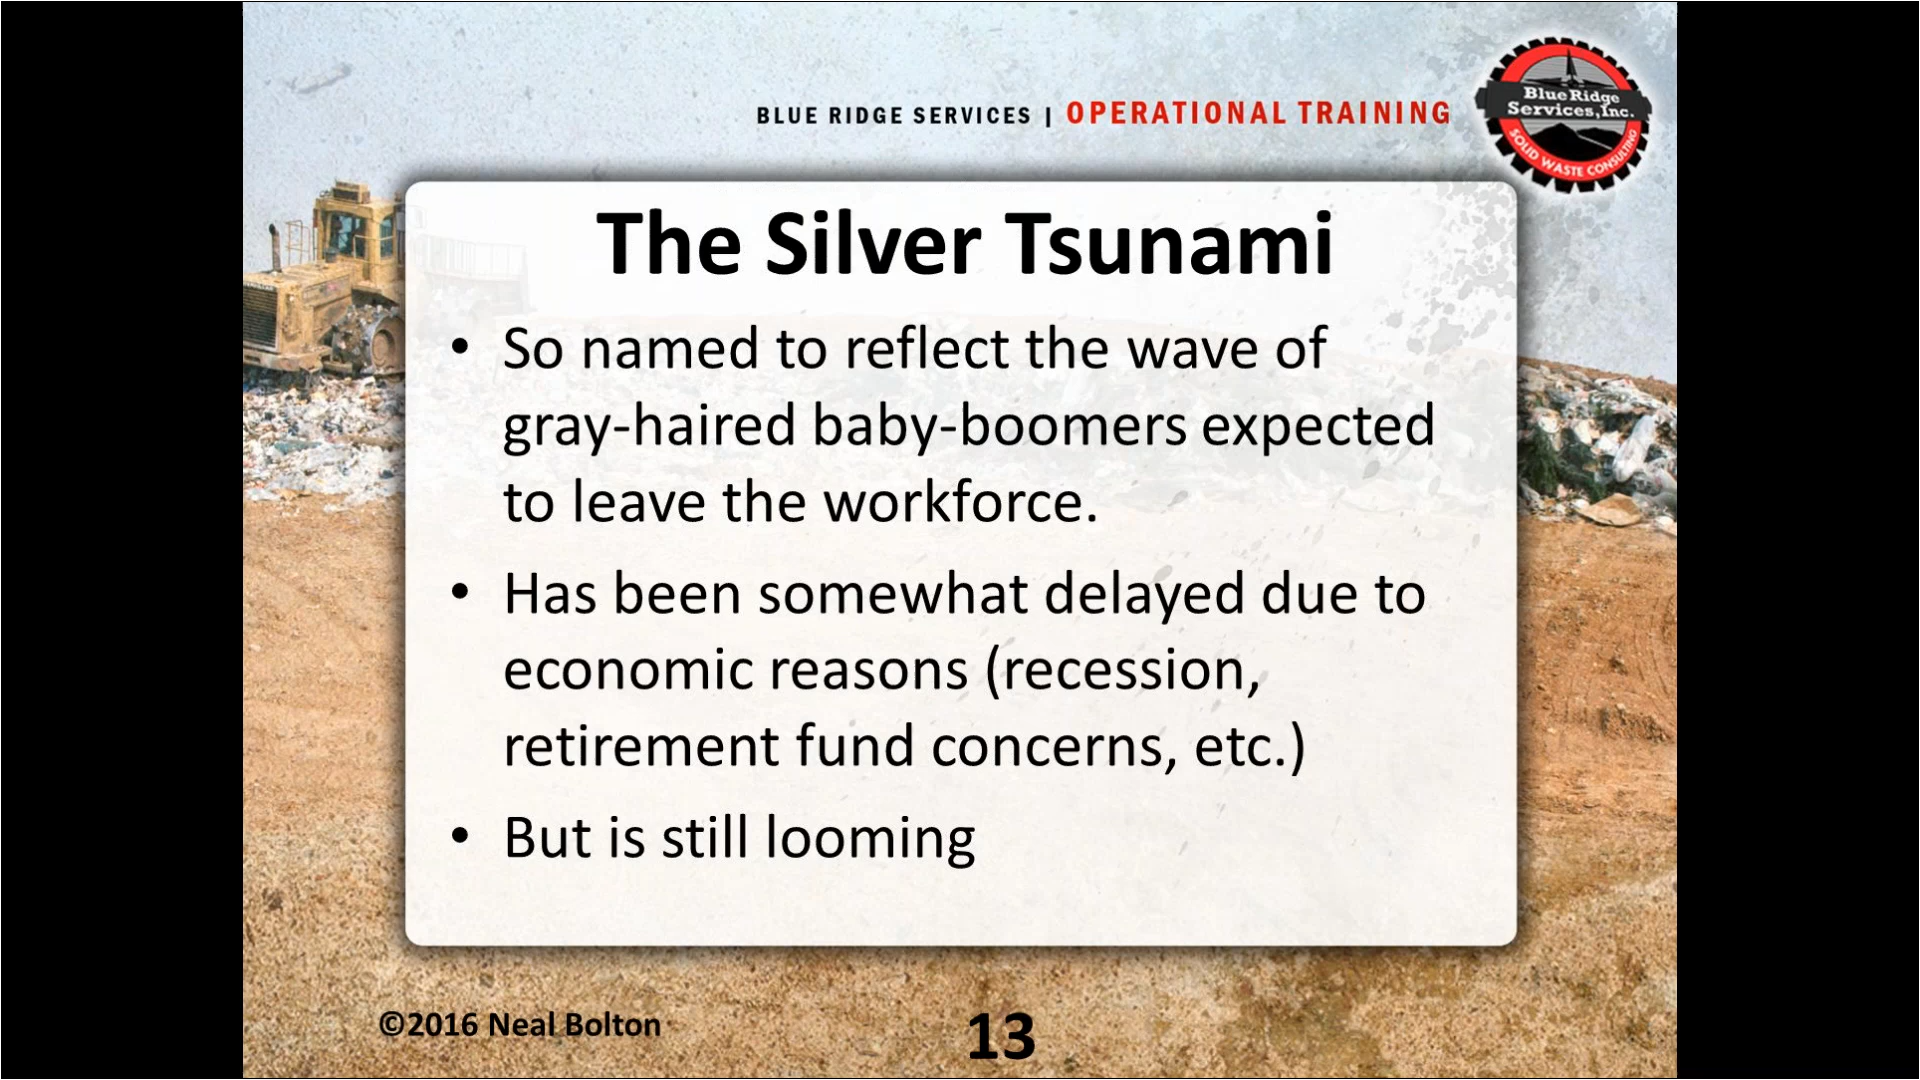 BLUE RIDGE SERVICES | OPERATIONAL TRAINING
Blue Ridge
Services, Inc.
SOLID WASTE CONSULTING
The Silver Tsunami
• So named to reflect the wave of
gray-haired baby-boomers expected
to leave the workforce.
• Has been somewhat delayed due to
economic reasons (recession,
retirement fund concerns, etc.)
• But is still looming
©2016 Neal Bolton
13